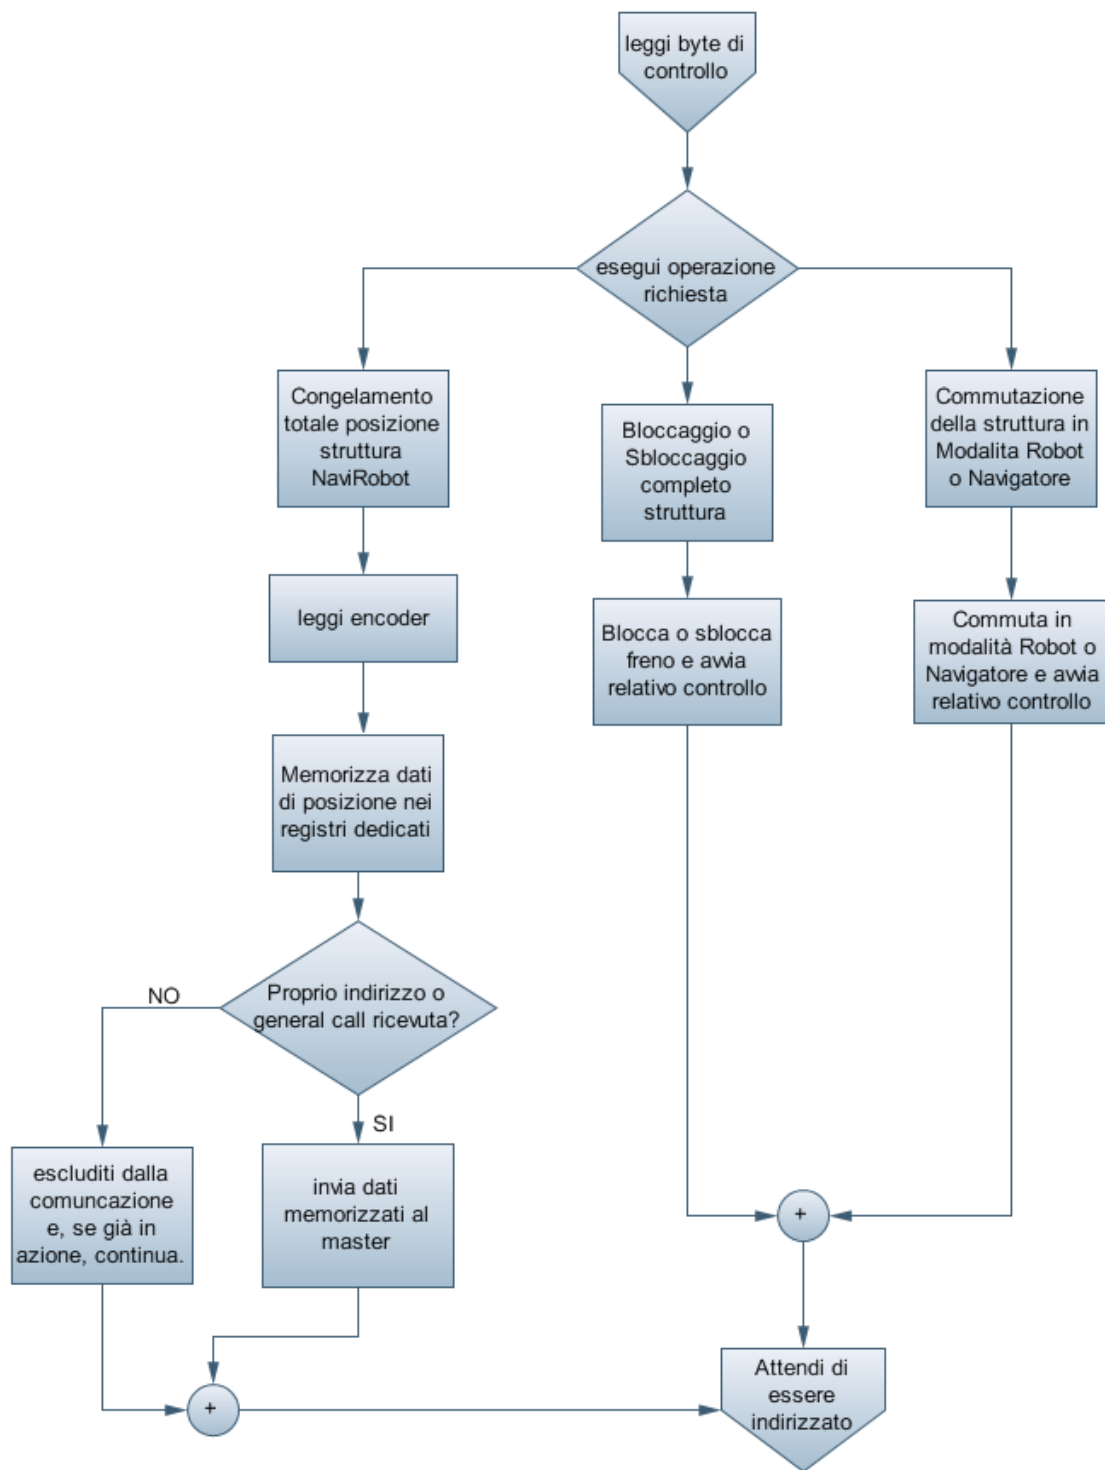 leggi byte di
controllo
esegui operazione
richiesta
Congelamento
totale posizione
struttura
NaviRobot
Bloccaggio o
Sbloccaggio
completo
struttura
Commutazione
della struttura in
Modalita Robot
o Navigatore
leggi encoder
Blocca o sblocca
freno e avvia
relativo controllo
Commuta in
modalità Robot o
Navigatore e avvia
relativo controllo
Memorizza dati
di posizione nei
registri dedicati
Proprio indirizzo o
general call ricevuta?
NO
SI
escluditi dalla
comuncazione
e, se già in
azione, continua.
invia dati
memorizzati al
master
+
+
Attendi di
essere
indirizzato